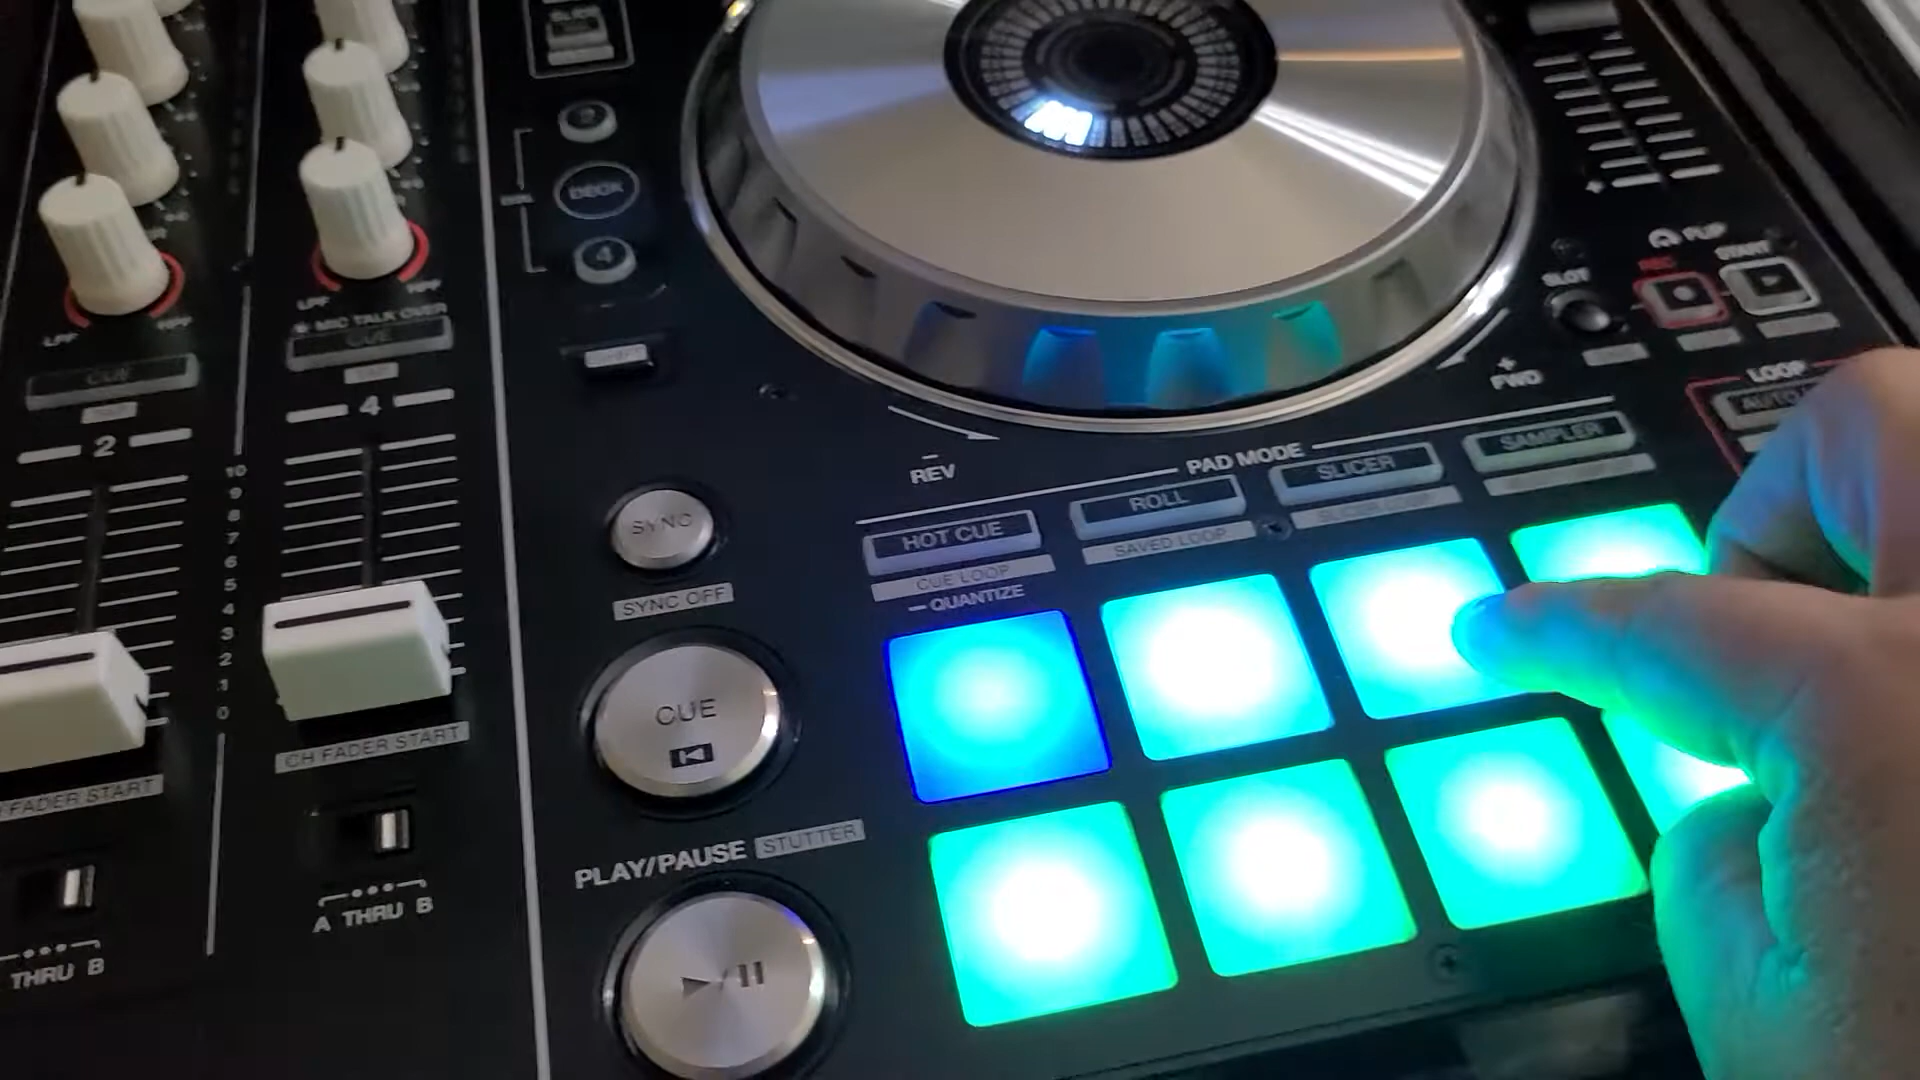 DECK
4
FLIP
SLOT
REC
START
LPF
HPF
LPF
HPF
MIC TALK OVER
CUE
CUE
2
4
REV
FWD
LOOP
AUTO
PAD MODE
HOT CUE
ROLL
SLICER
SAMPLER
CUE LOOP
SAVED LOOP
QUANTIZE
10
9
8
7
6
5
4
3
2
1
0
SYNC
SYNC OFF
CUE
CH FADER START
FADER START
PLAY/PAUSE
STUTTER
A THRU B
THRU B